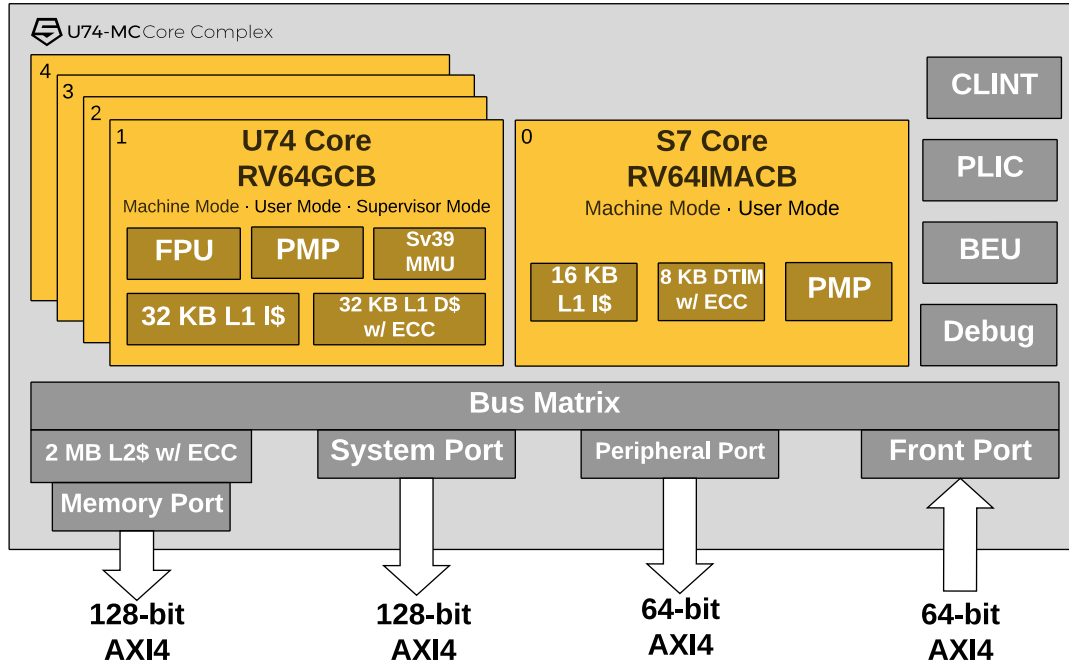 U74-MC Core Complex
4
3
2
1
U74 Core
RV64GCB
Machine Mode · User Mode · Supervisor Mode
FPU
PMP
Sv39
MMU
32 KB L1 I$
32 KB L1 D$
w/ ECC
0
S7 Core
RV64IMACB
Machine Mode · User Mode
16 KB
L1 I$
8 KB DTIM
w/ ECC
PMP
CLINT
PLIC
BEU
Debug
Bus Matrix
2 MB L2$ w/ ECC
System Port
Peripheral Port
Front Port
Memory Port
128-bit
AXI4
128-bit
AXI4
64-bit
AXI4
64-bit
AXI4